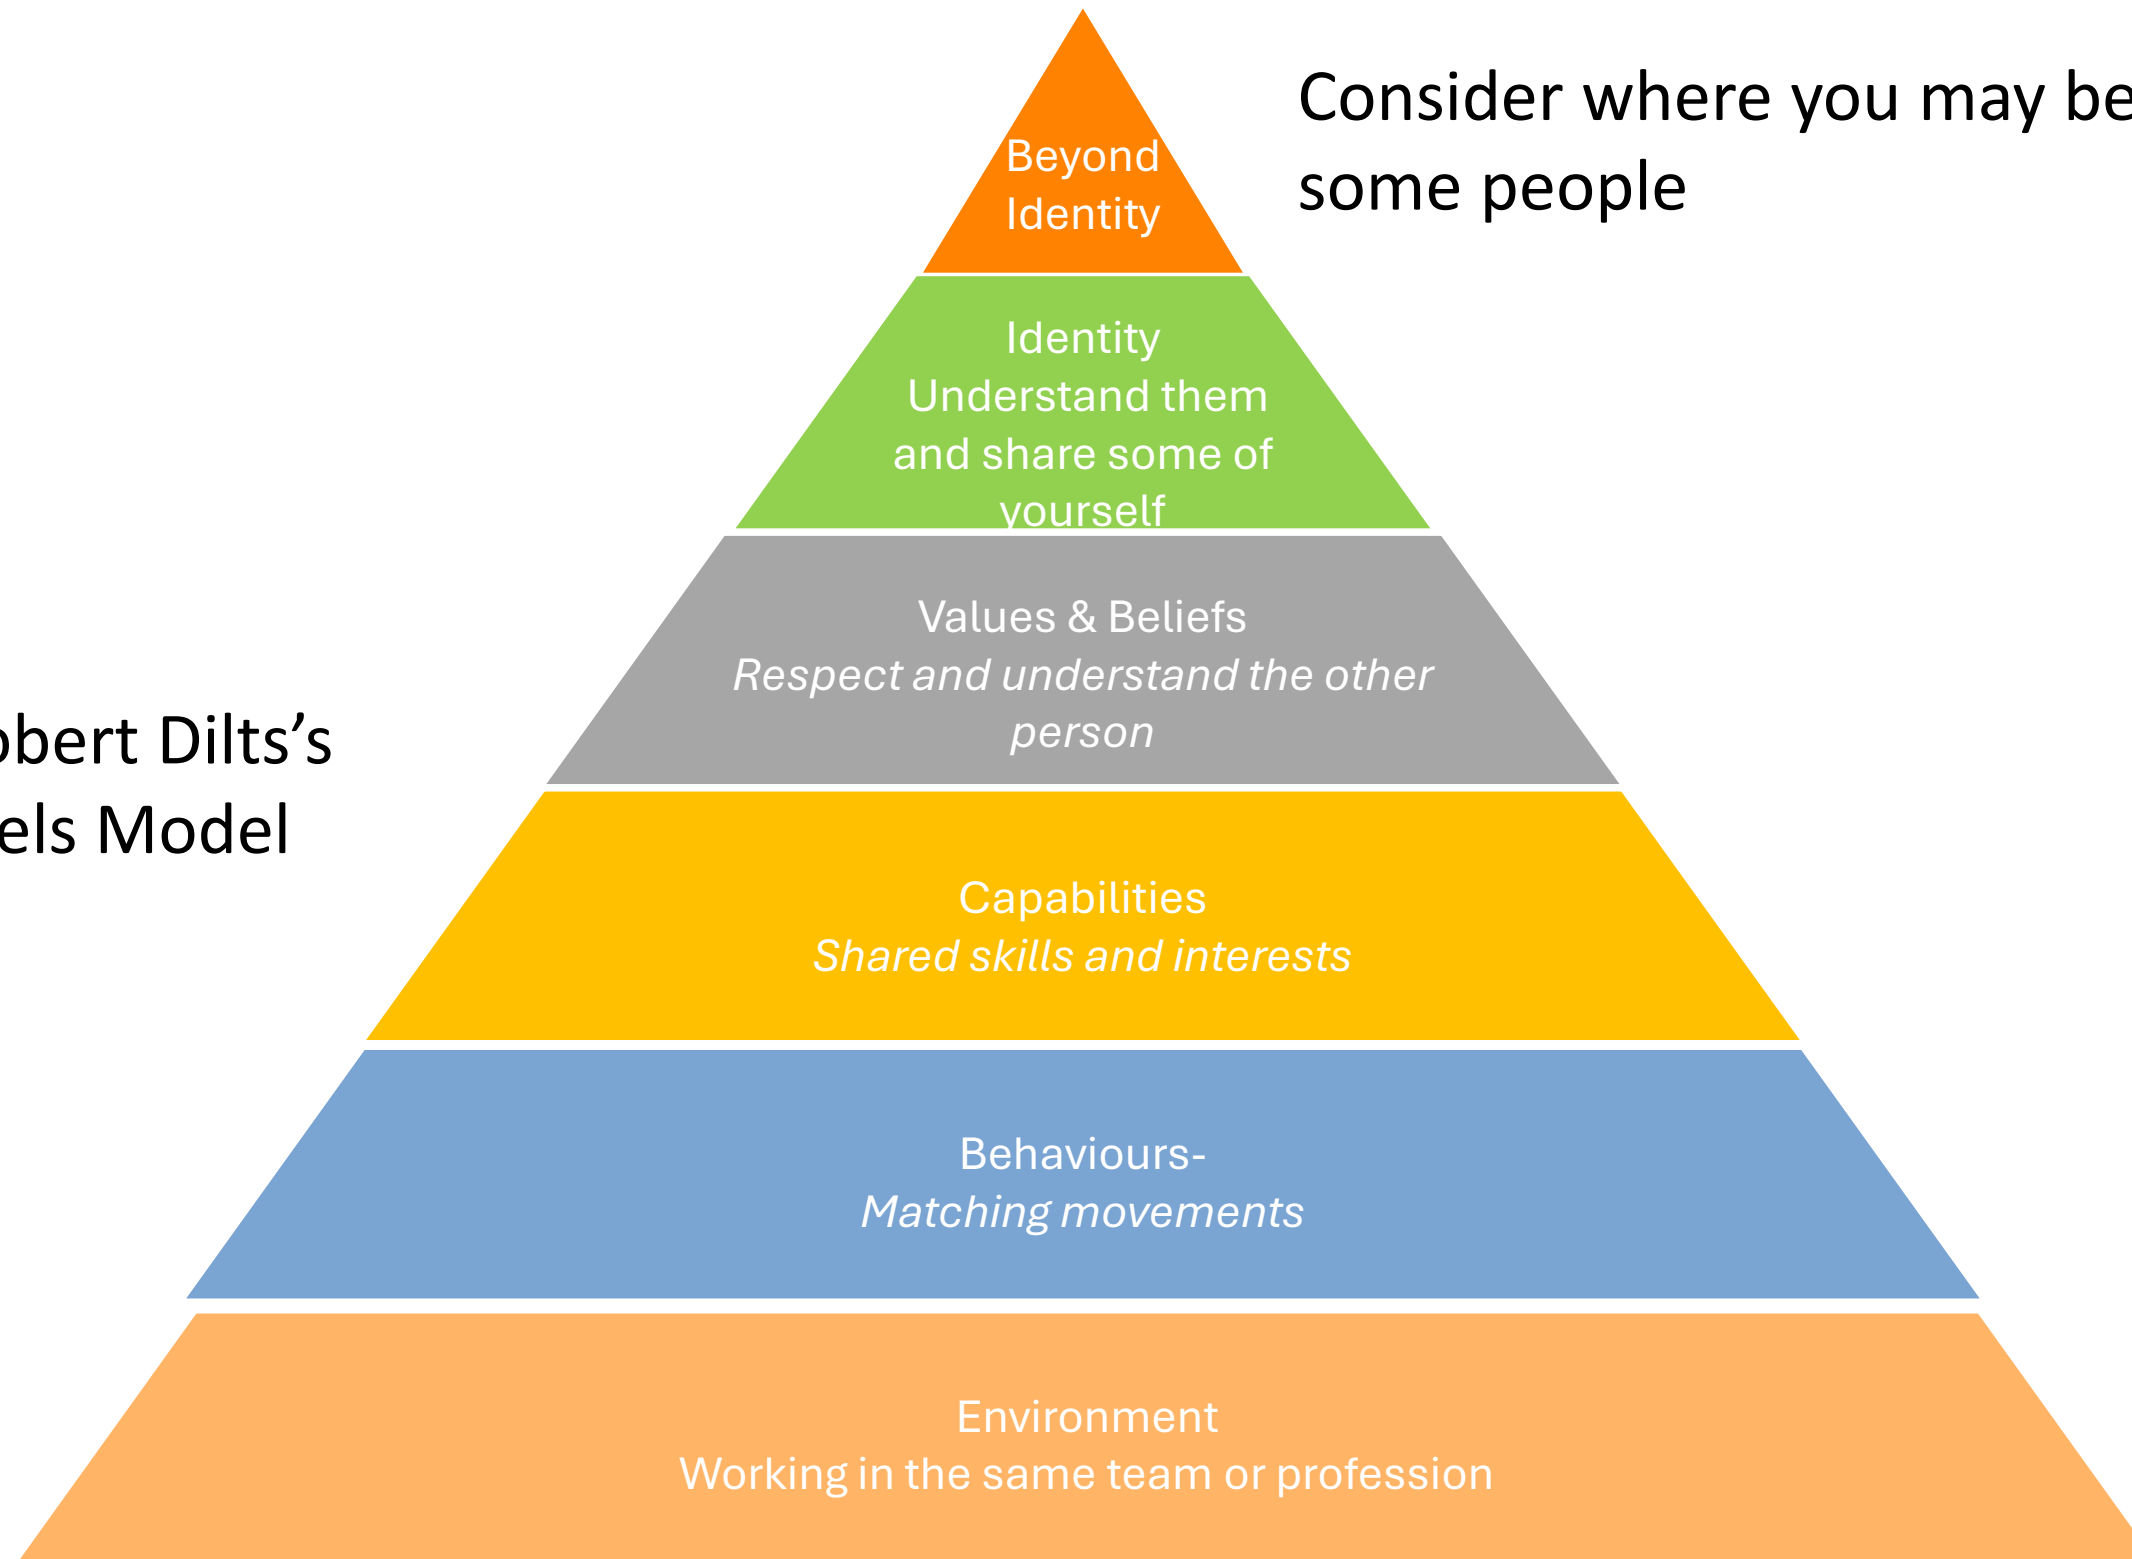 Beyond
Identity
Consider where you may be
some people
Identity
Understand them
and share some of
yourself
Values & Beliefs
Respect and understand the other
person
obert Dilts’s
els Model
Capabilities
Shared skills and interests
Behaviours-
Matching movements
Environment
Working in the same team or profession